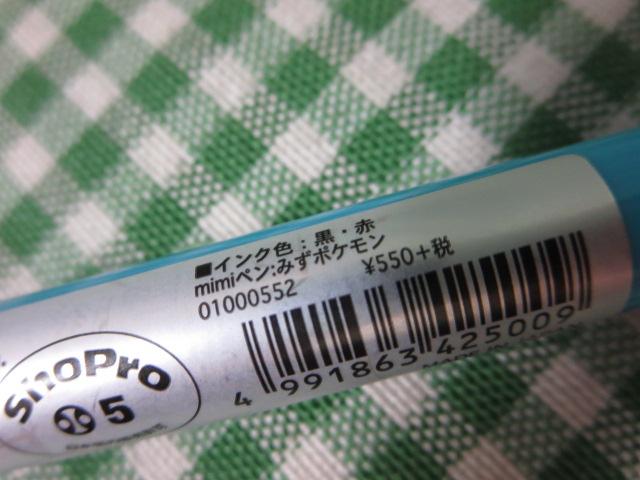 ■インク色：黒・赤
mimiペン:みずポケモン
01000552 ¥550+税
4 991863 425009
ShoPro
5